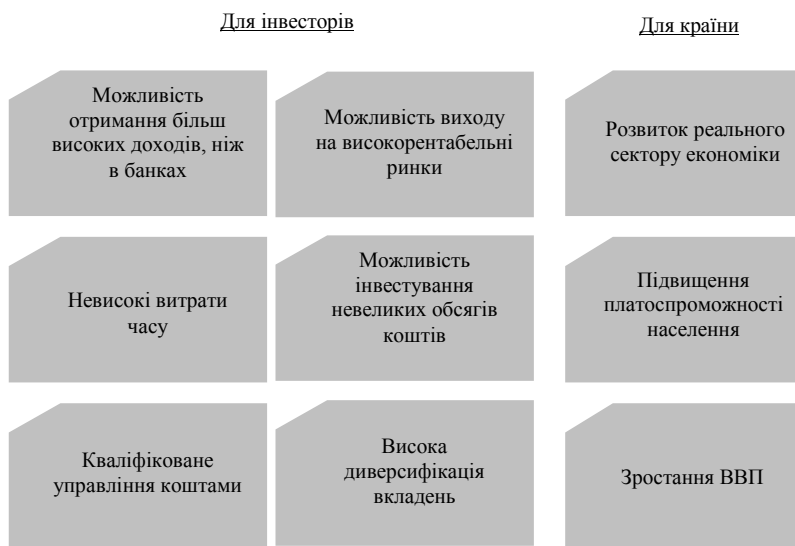 Для інвесторів
Для країни
Можливість
отримання більш
високих доходів, ніж
в банках
Можливість виходу
на високорентабельні
ринки
Розвиток реального
сектору економіки
Невисокі витрати
часу
Можливість
інвестування
невеликих обсягів
коштів
Підвищення
платоспроможності
населення
Кваліфіковане
управління коштами
Висока
диверсифікація
вкладень
Зростання ВВП